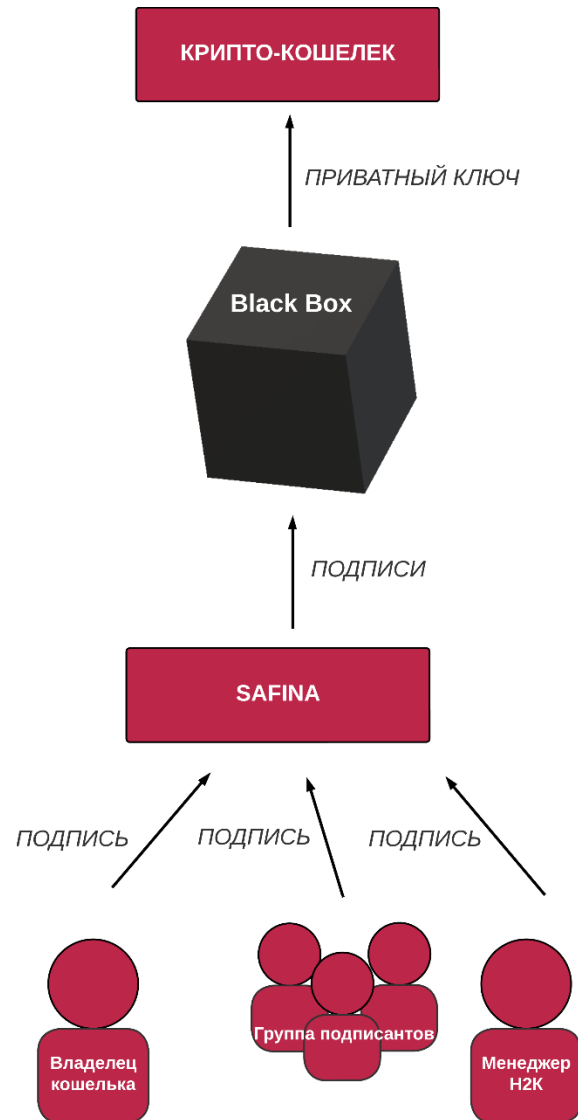 КРИПТО-КОШЕЛЕК
ПРИВАТНЫЙ КЛЮЧ
Black Box
ПОДПИСИ
SAFINA
ПОДПИСЬ
ПОДПИСЬ
ПОДПИСЬ
Владелец
кошелька
Группа подписантов
Менеджер
H2K